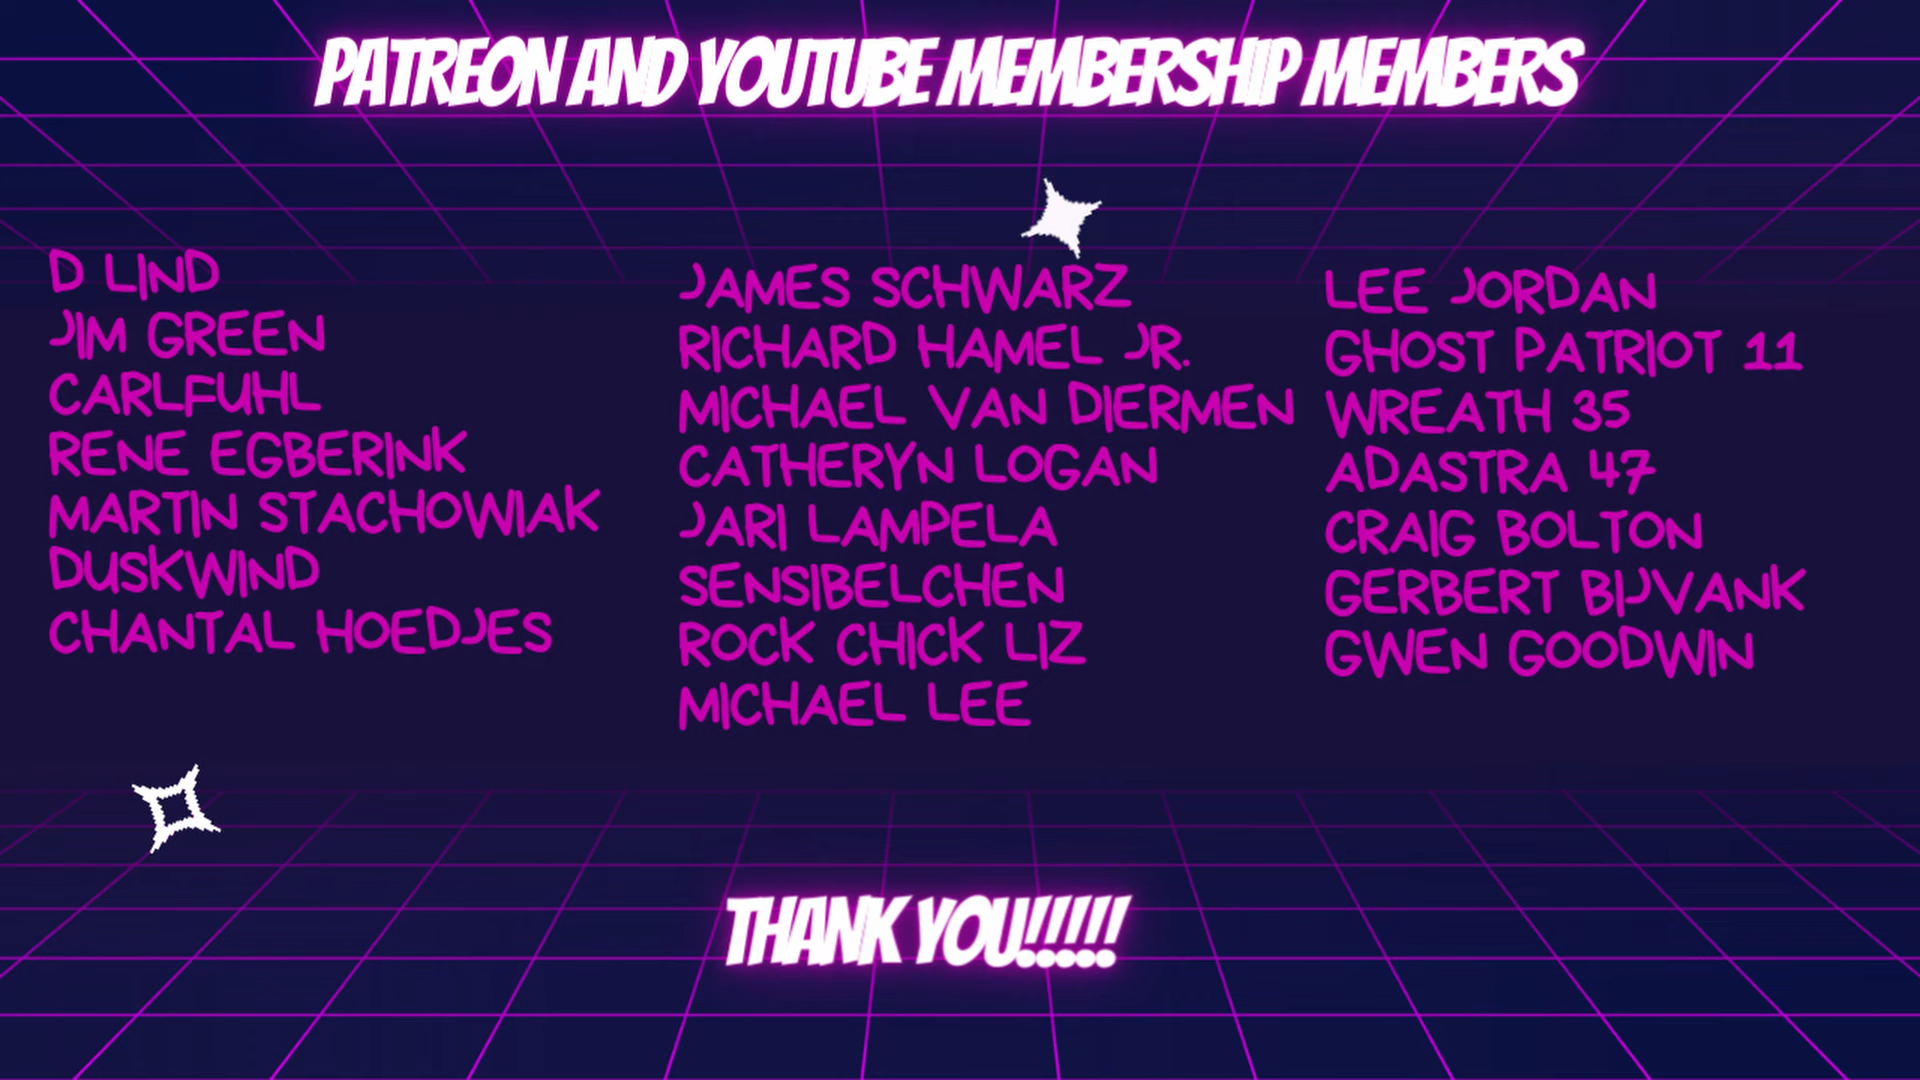 PATREON AND YOUTUBE MEMBERSHIP MEMBERS
D LIND
JIM GREEN
CARLFUHL
RENE EGBERINK
MARTIN STACHOWIAK
DUSKWIND
CHANTAL HOEDJES
JAMES SCHWARZ
RICHARD HAMEL JR.
MICHAEL VAN DIERMEN
CATHERYN LOGAN
JARI LAMPELA
SENSIBELCHEN
ROCK CHICK LIZ
MICHAEL LEE
LEE JORDAN
GHOST PATRIOT 11
WREATH 35
ADASTRA 47
CRAIG BOLTON
GERBERT BIJVANK
GWEN GOODWIN
THANK YOU!!!!!